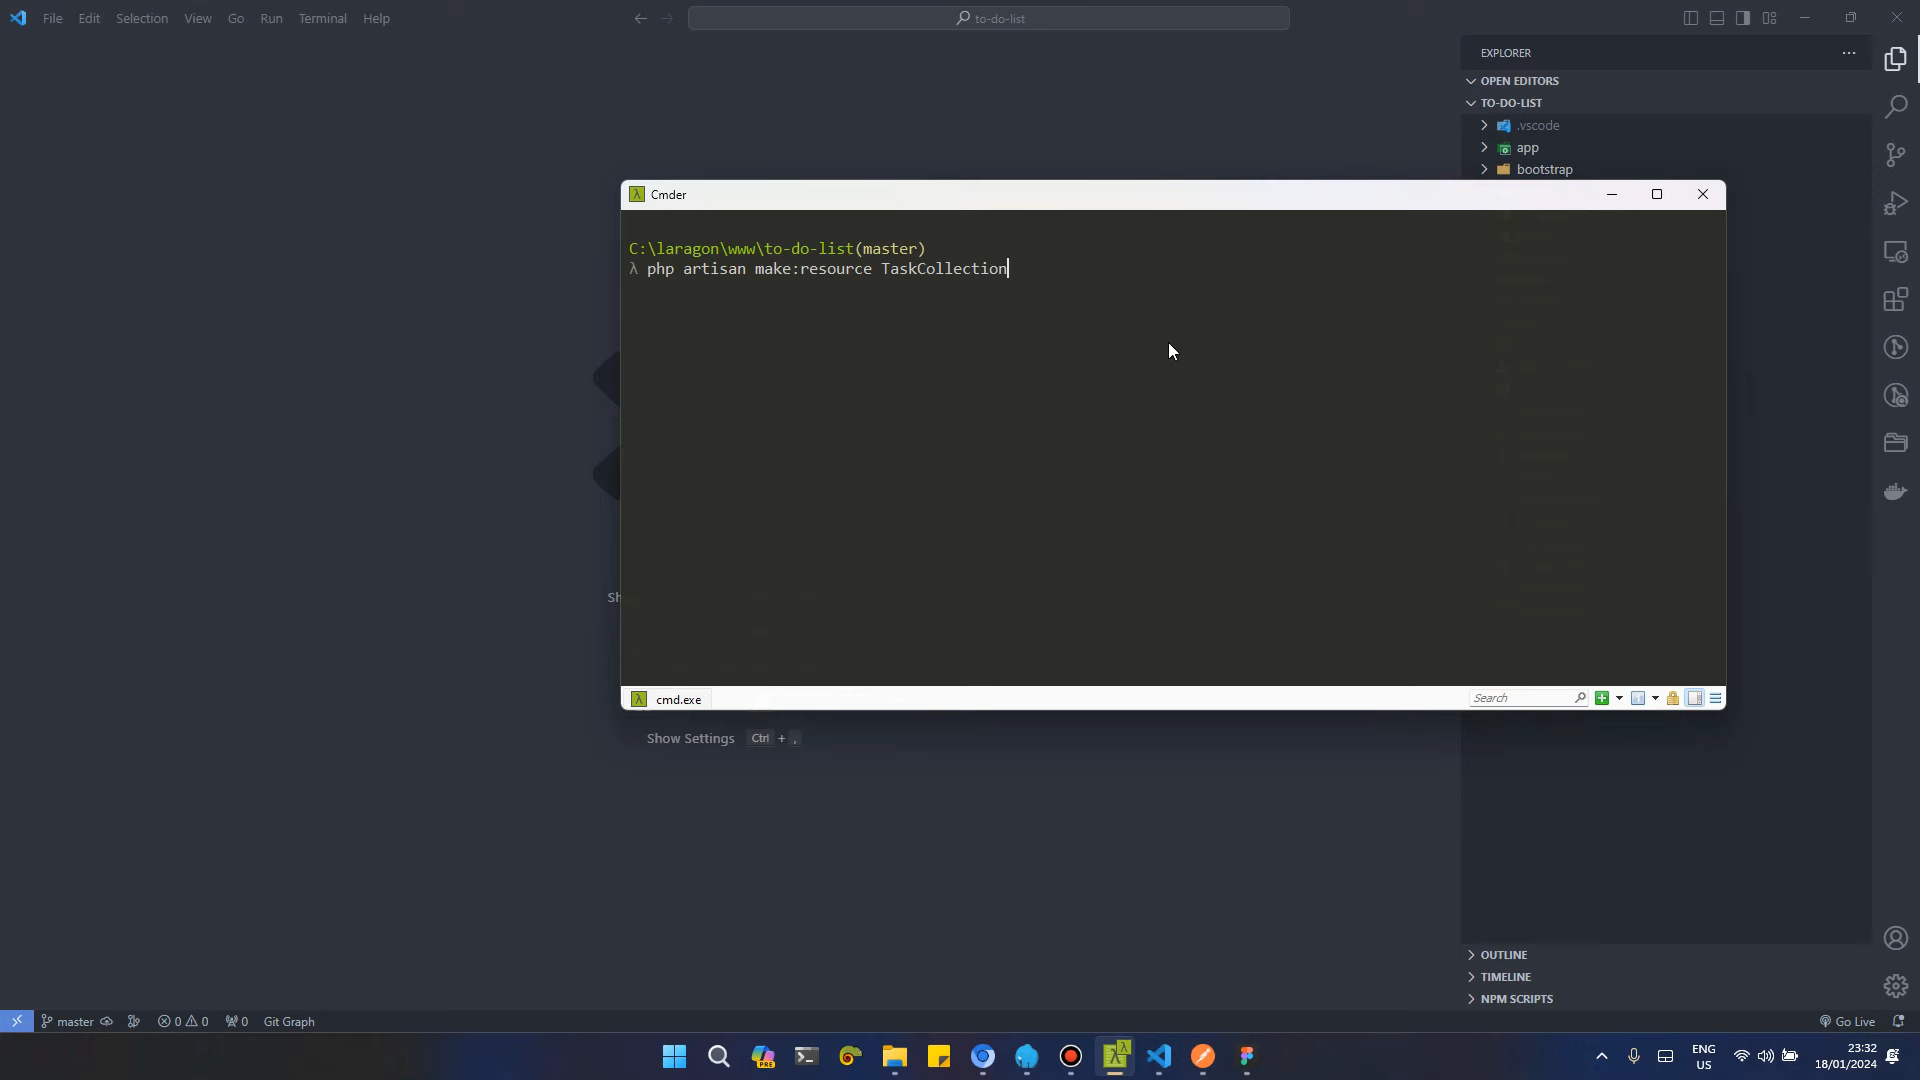 File Edit Selection View Go Run Terminal Help
to-do-list
EXPLORER
OPEN EDITORS
TO-DO-LIST
.vscode
app
bootstrap
Cmder
C:\laragon\www\to-do-list(master)
λ php artisan make:resource TaskCollection
cmd.exe
Search
Show Settings Ctrl + ,
OUTLINE
TIMELINE
NPM SCRIPTS
master
0 0
0
Git Graph
Go Live
PRE
ENG
US
23:32
18/01/2024